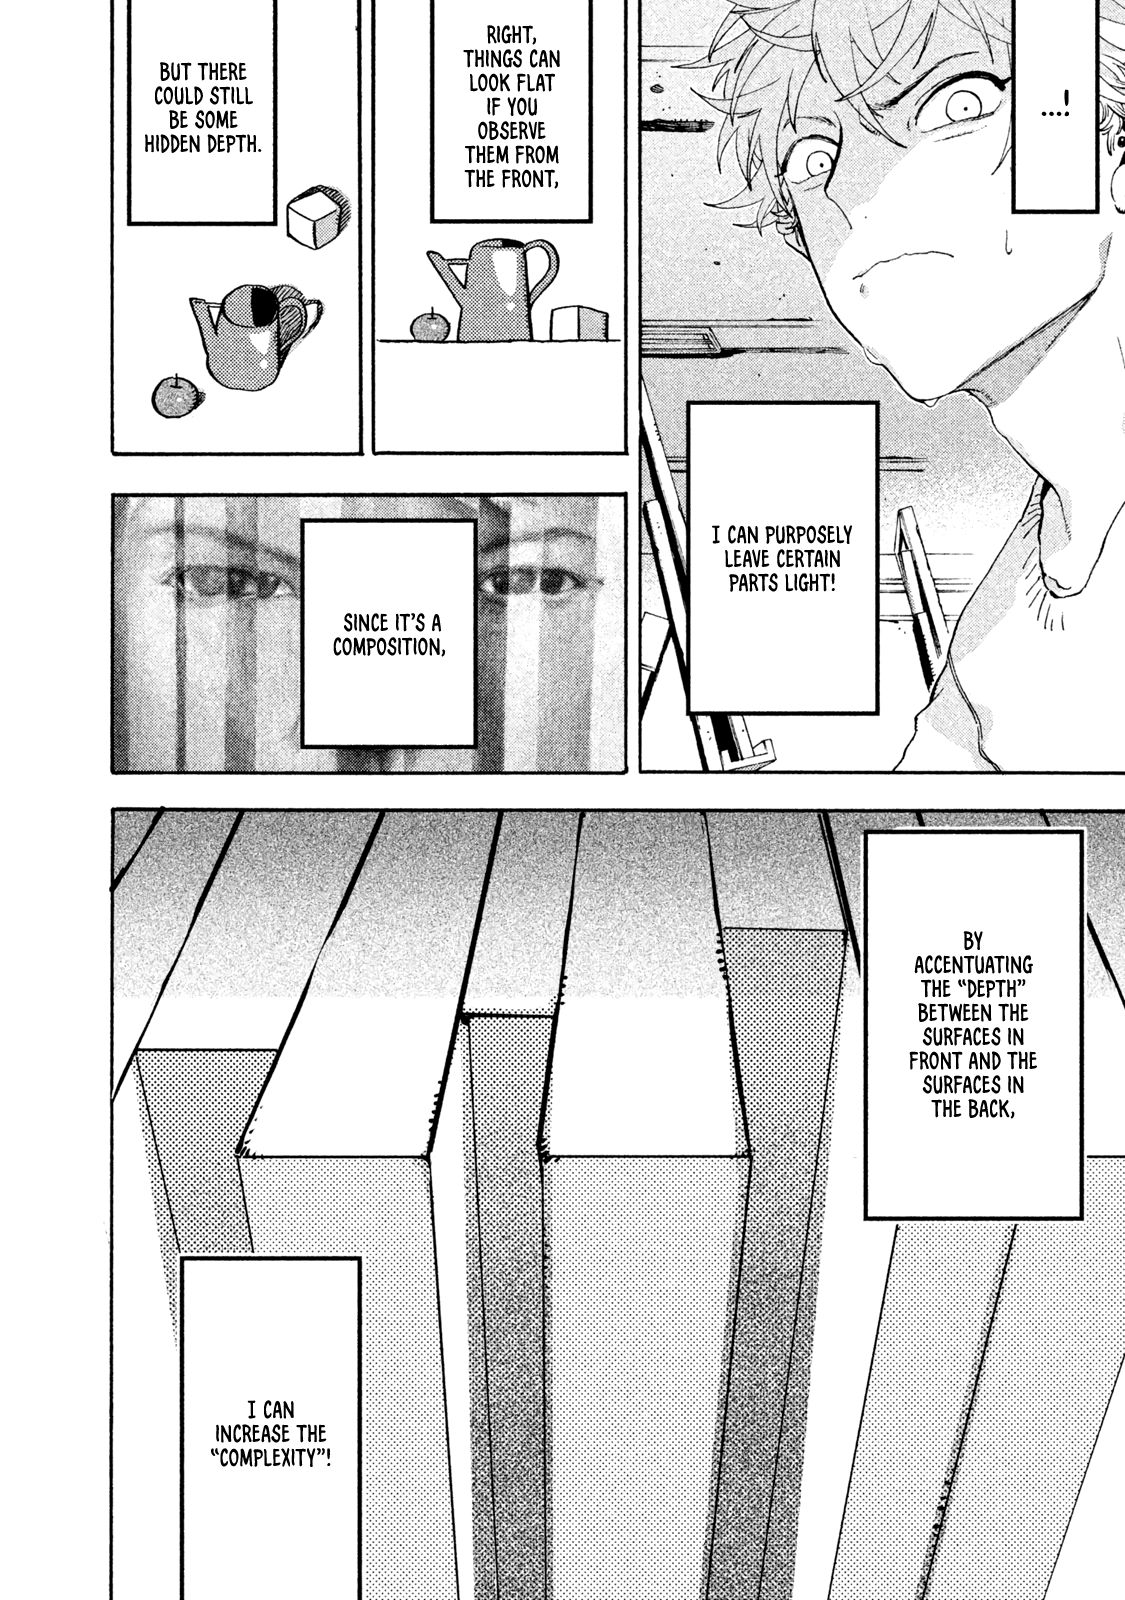 ...!
I CAN PURPOSELY
LEAVE CERTAIN
PARTS LIGHT!
RIGHT,
THINGS CAN
LOOK FLAT
IF YOU
OBSERVE
THEM FROM
THE FRONT,
BUT THERE
COULD STILL
BE SOME
HIDDEN DEPTH.
SINCE IT'S A
COMPOSITION,
BY
ACCENTUATING
THE "DEPTH"
BETWEEN THE
SURFACES IN
FRONT AND THE
SURFACES IN
THE BACK,
I CAN
INCREASE THE
"COMPLEXITY"!